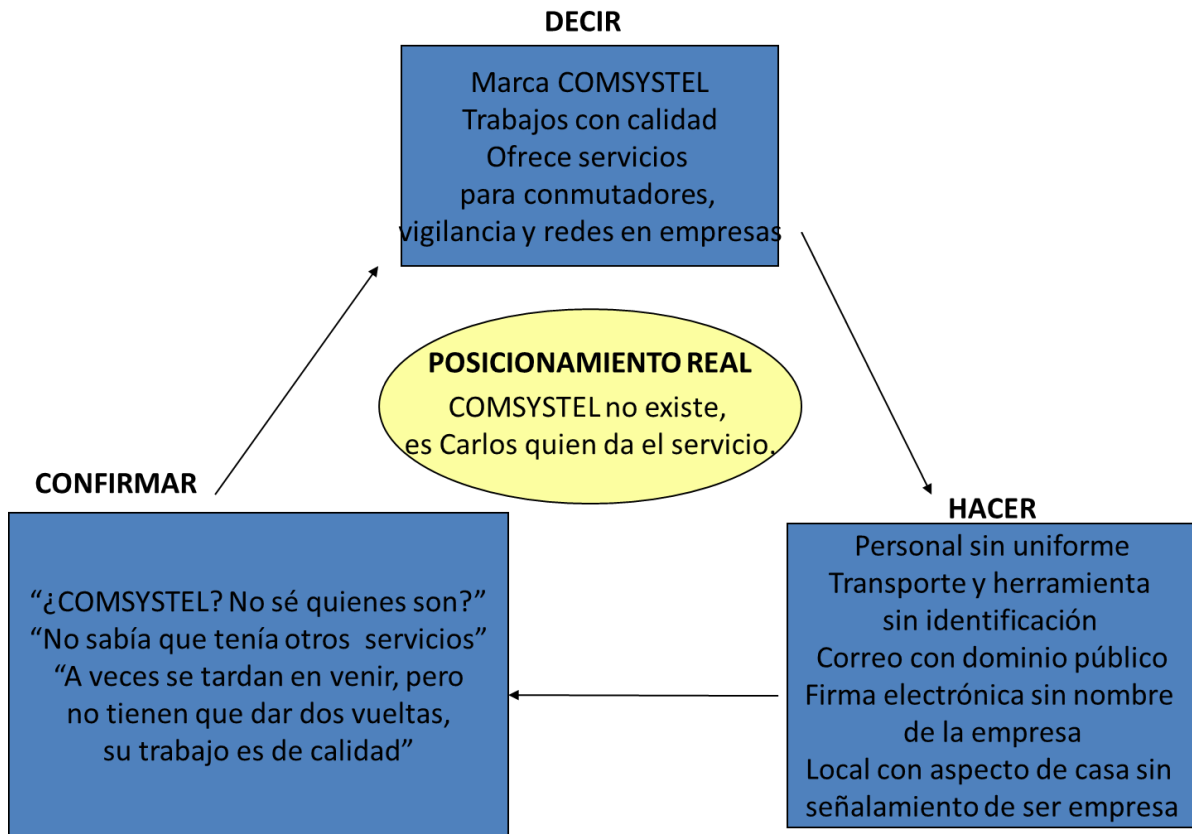 DECIR
Marca COMSYSTEL
Trabajos con calidad
Ofrece servicios
para conmutadores,
vigilancia y redes en empresas
POSICIONAMIENTO REAL
COMSYSTEL no existe,
es Carlos quien da el servicio.
CONFIRMAR
“¿COMSYSTEL? No sé quienes son?”
“No sabía que tenía otros servicios”
“A veces se tardan en venir, pero
no tienen que dar dos vueltas,
su trabajo es de calidad”
HACER
Personal sin uniforme
Transporte y herramienta
sin identificación
Correo con dominio público
Firma electrónica sin nombre
de la empresa
Local con aspecto de casa sin
señalamiento de ser empresa